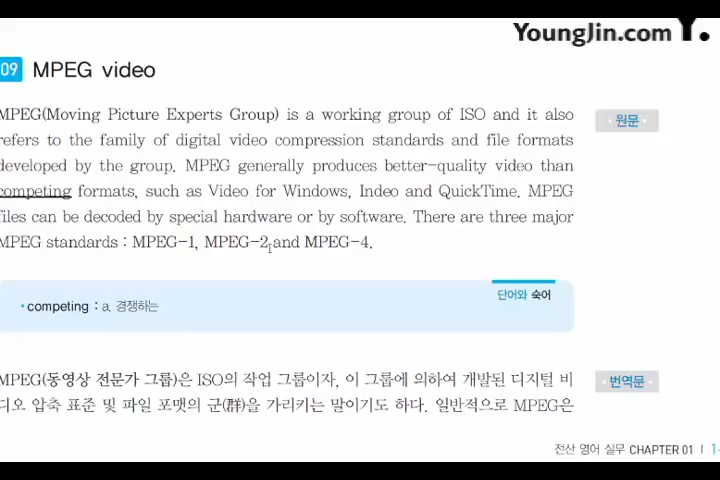 YoungJin.com Y.
09 MPEG video
MPEG(Moving Picture Experts Group) is a working group of ISO and it also
원문
refers to the family of digital video compression standards and file formats
developed by the group. MPEG generally produces better-quality video than
competing formats, such as Video for Windows, Indeo and QuickTime. MPEG
files can be decoded by special hardware or by software. There are three major
MPEG standards : MPEG-1, MPEG-2, and MPEG-4.
단어와 숙어
• competing : a. 경쟁하는
MPEG(동영상 전문가 그룹)은 ISO의 작업 그룹이자, 이 그룹에 의하여 개발된 디지털 비
번역문
디오 압축 표준 및 파일 포맷의 군(群)을 가리키는 말이기도 하다. 일반적으로 MPEG은
전산 영어 실무 CHAPTER 01 | 1-